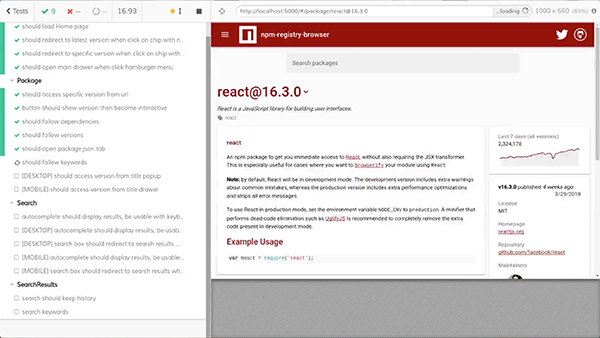 Tests
9
--
--
16.93
http://localhost:5000/#/package/react@16.3.0
...loading
1000 x 660 (83%)
should load Home page
should redirect to latest version when click on chip with n...
should redirect to specific version when click on chip with...
should open main drawer when click hamburger menu
Package
should access specific version from url
button should show version then become interactive
should follow dependencies
should follow versions
should open package.json tab
should follow keywords
[DESKTOP] should access version from title popup
[MOBILE] should access version from title drawer
Search
autocomplete should display results, be usable with keyb...
[DESKTOP] autocomplete should display results, be usab...
[DESKTOP] search box should redirect to search results ...
[MOBILE] autocomplete should display results, be usable...
[MOBILE] search box should redirect to search results wh...
SearchResults
search should keep history
search keywords
npm-registry-browser
Search packages
react@16.3.0
React is a JavaScript library for building user interfaces.
react
react
An npm package to get you immediate access to React, without also requiring the JSX transformer.
This is especially useful for cases where you want to browserify your module using React.
Note: by default, React will be in development mode. The development version includes extra warnings
about common mistakes, whereas the production version includes extra performance optimizations
and strips all error messages.
To use React in production mode, set the environment variable NODE_ENV to production. A minifier that
performs dead-code elimination such as UglifyJS is recommended to completely remove the extra
code present in development mode.
Example Usage
var React = require('react');
Last 7 days (all versions)
2,324,178
v16.3.0 published 4 weeks ago
3/29/2018
License
MIT
Homepage
reactjs.org
Repository
github.com/facebook/react
Maintainers